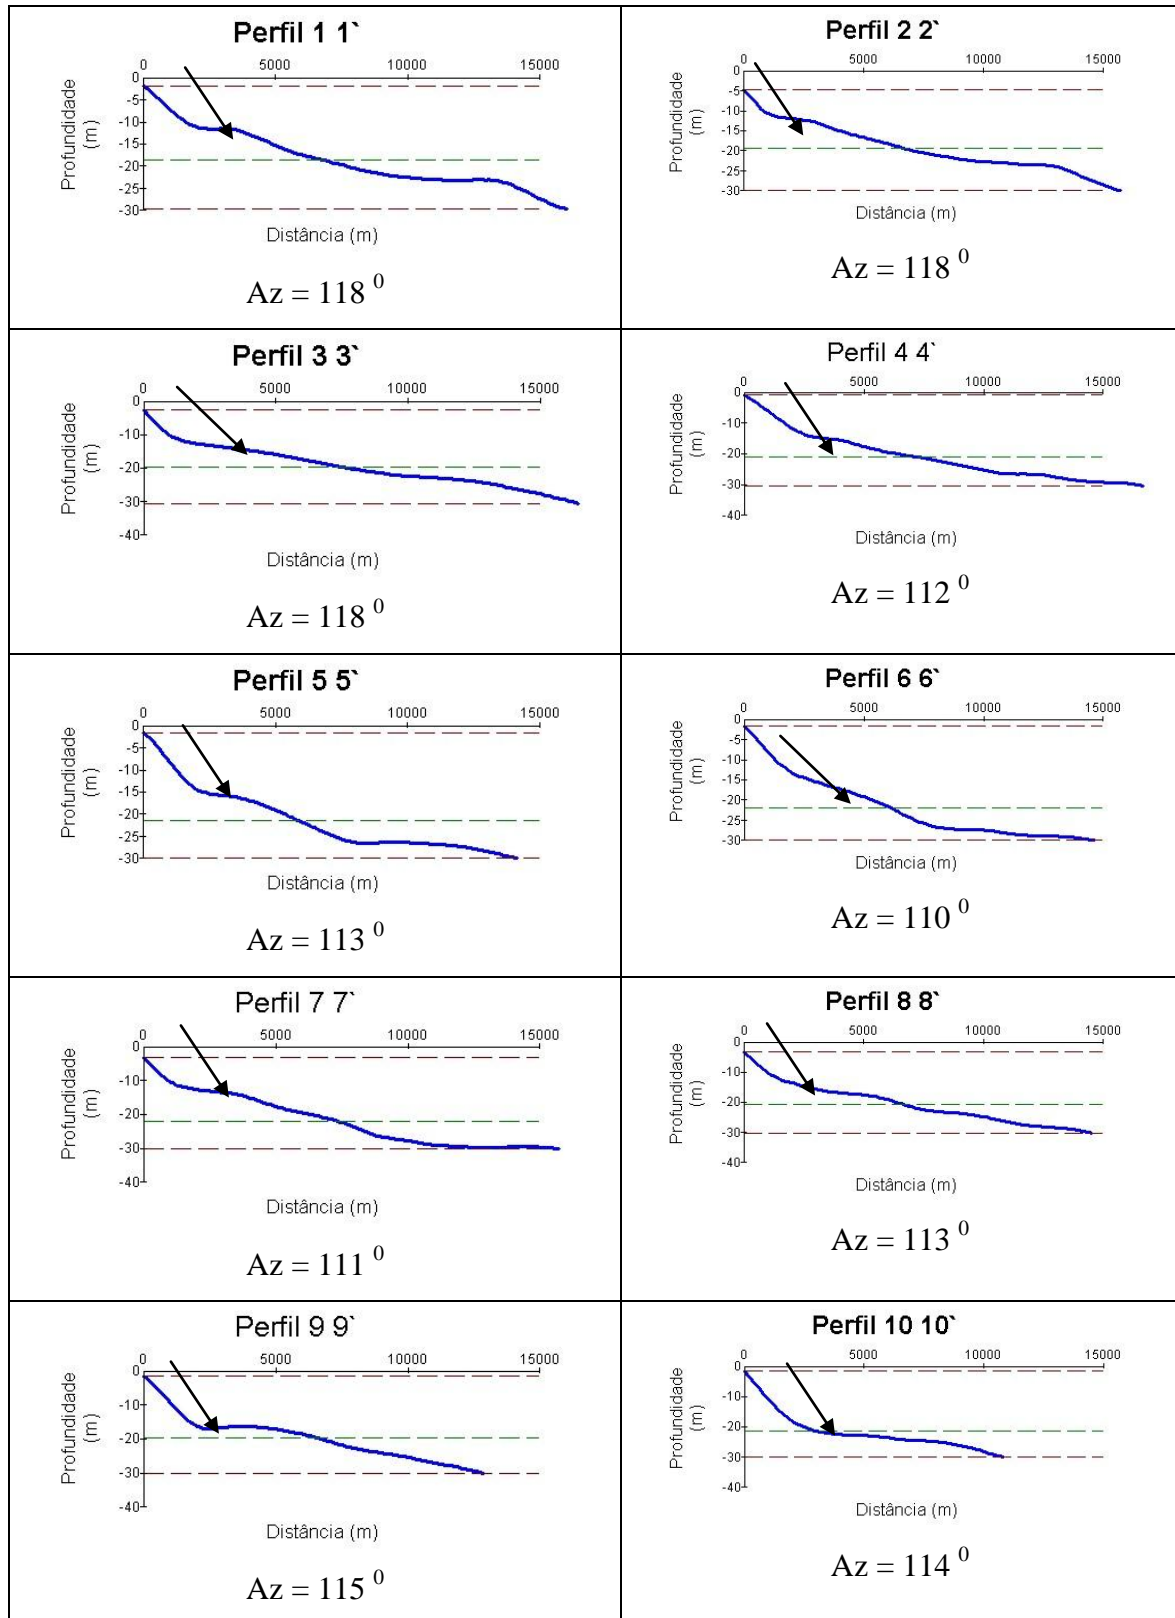 Perfil 1 1`
0 5000 10000 15000
0
-5
-10
-15
-20
-25
-30
Profundidade
(m)
Distância (m)
Az = 118 0
Perfil 2 2`
0 5000 10000 15000
0
-5
-10
-15
-20
-25
-30
Profundidade
(m)
Distância (m)
Az = 118 0
Perfil 3 3`
0 5000 10000 15000
0
-10
-20
-30
-40
Profundidade
(m)
Distância (m)
Az = 118 0
Perfil 4 4`
0 5000 10000 15000
0
-10
-20
-30
-40
Profundidade
(m)
Distância (m)
Az = 112 0
Perfil 5 5`
0 5000 10000 15000
0
-5
-10
-15
-20
-25
-30
Profundidade
(m)
Distância (m)
Az = 113 0
Perfil 6 6`
0 5000 10000 15000
0
-5
-10
-15
-20
-25
-30
Profundidade
(m)
Distância (m)
Az = 110 0
Perfil 7 7`
0 5000 10000 15000
0
-10
-20
-30
-40
Profundidade
(m)
Distância (m)
Az = 111 0
Perfil 8 8`
0 5000 10000 15000
0
-10
-20
-30
-40
Profundidade
(m)
Distância (m)
Az = 113 0
Perfil 9 9`
0 5000 10000 15000
0
-10
-20
-30
-40
Profundidade
(m)
Distância (m)
Az = 115 0
Perfil 10 10`
0 5000 10000 15000
0
-10
-20
-30
-40
Profundidade
(m)
Distância (m)
Az = 114 0